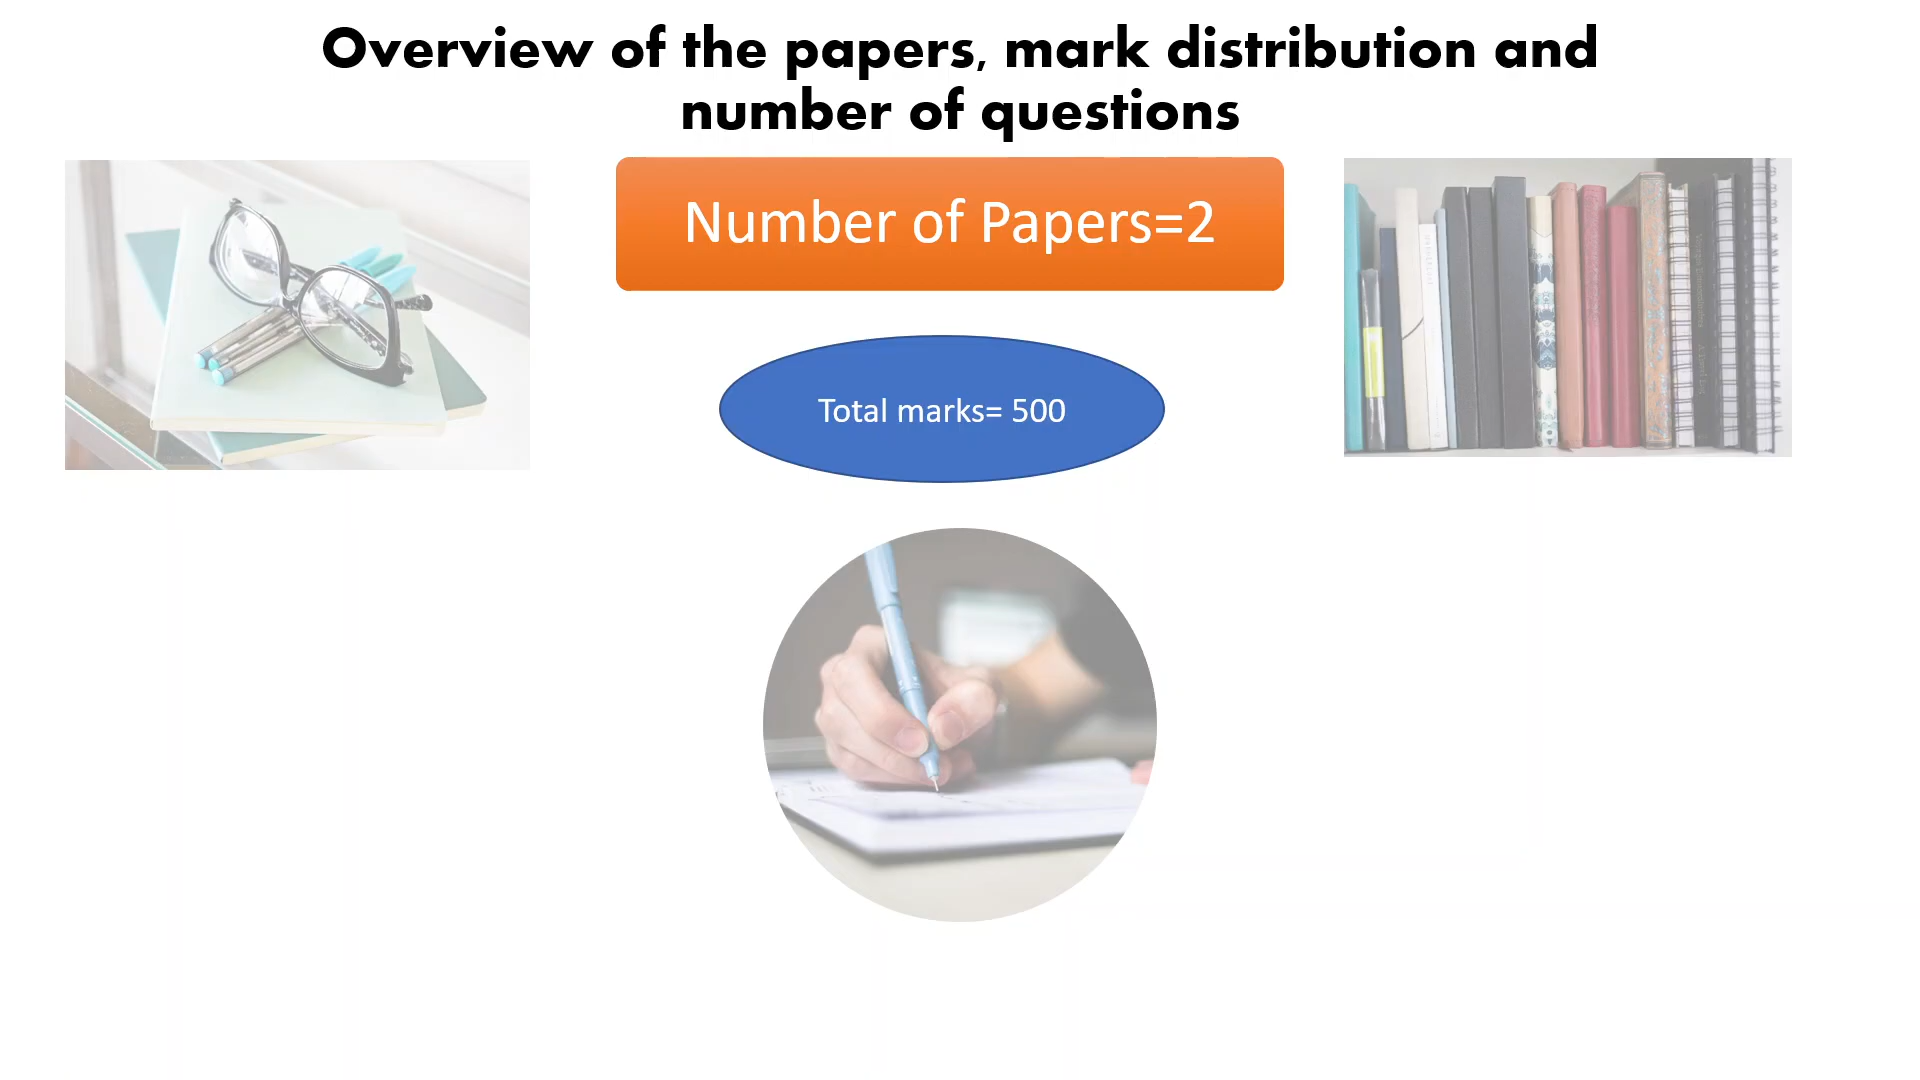 Overview of the papers, mark distribution and
number of questions
Number of Papers=2
Total marks= 500